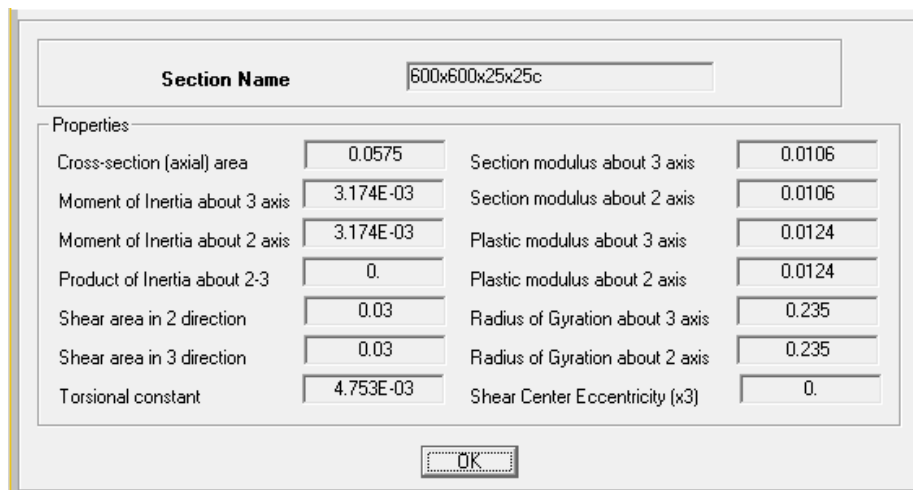 Section Name 600x600x25x25c
Properties
Cross-section (axial) area 0.0575 Section modulus about 3 axis 0.0106
Moment of Inertia about 3 axis 3.174E-03 Section modulus about 2 axis 0.0106
Moment of Inertia about 2 axis 3.174E-03 Plastic modulus about 3 axis 0.0124
Product of Inertia about 2-3 0. Plastic modulus about 2 axis 0.0124
Shear area in 2 direction 0.03 Radius of Gyration about 3 axis 0.235
Shear area in 3 direction 0.03 Radius of Gyration about 2 axis 0.235
Torsional constant 4.753E-03 Shear Center Eccentricity (x3) 0.
OK